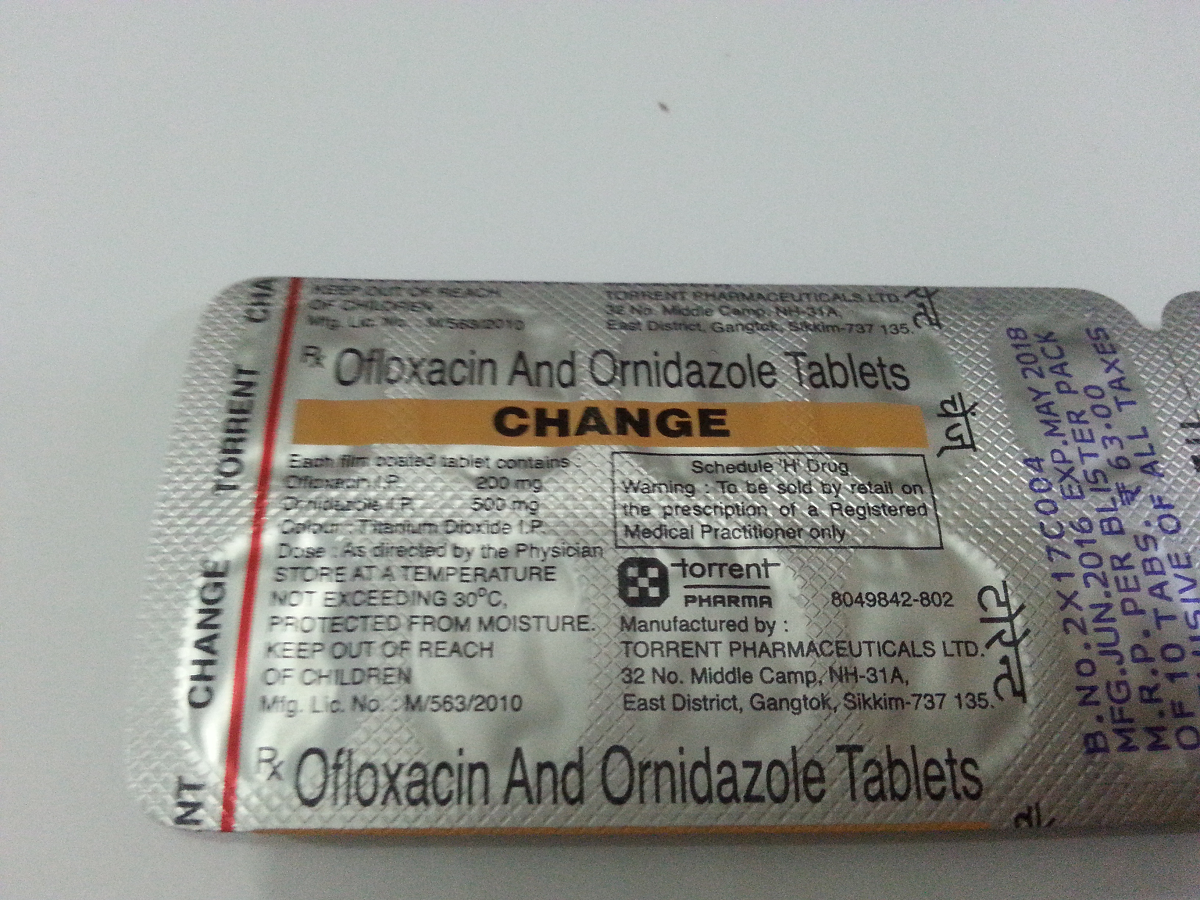 KEEP OUT OF REACH
OF CHILDREN
Mfg. Lic. No. : M/563/2010
TORRENT PHARMACEUTICALS LTD.
32 No. Middle Camp, NH-31A,
East District, Gangtok, Sikkim-737 135.
Rx Ofloxacin And Ornidazole Tablets
CHANGE
Each film coated tablet contains :
Ofloxacin I.P. 200 mg
Ornidazole I.P. 500 mg
Colour : Titanium Dioxide I.P.
Dose : As directed by the Physician
STORE AT A TEMPERATURE
NOT EXCEEDING 30°C,
PROTECTED FROM MOISTURE.
KEEP OUT OF REACH
OF CHILDREN
Mfg. Lic. No. : M/563/2010
Schedule 'H' Drug
Warning : To be sold by retail on
the prescription of a Registered
Medical Practitioner only
torrent
PHARMA
8049842-802
Manufactured by :
TORRENT PHARMACEUTICALS LTD.
32 No. Middle Camp, NH-31A,
East District, Gangtok, Sikkim-737 135.
Rx Ofloxacin And Ornidazole Tablets
NT CHANGE TORRENT CHA
चेंज
टोरेन्ट
B.NO. 2X17C004
MFG.JUN.2016 EXP.MAY 2018
M.R.P. PER BLISTER PACK
OF 10 TABS. ₹ 63.00
USIVE OF ALL TAXES